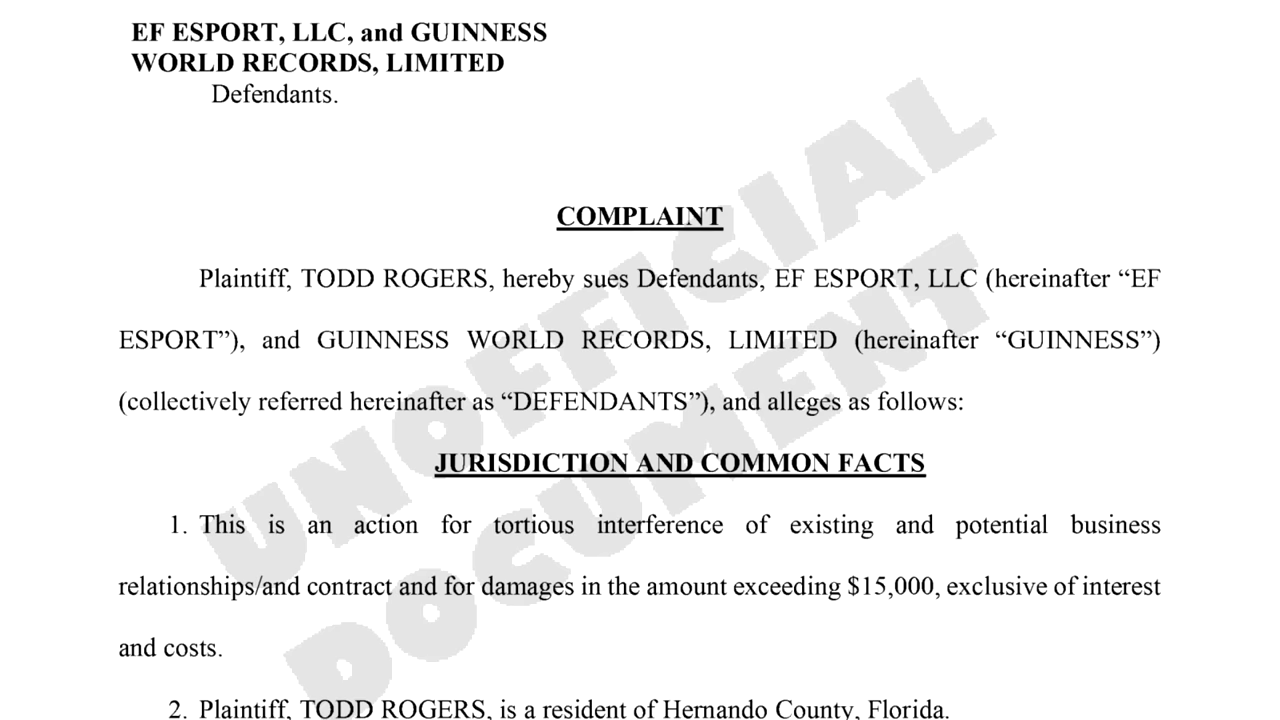 EF ESPORT, LLC, and GUINNESS
WORLD RECORDS, LIMITED
Defendants.
COMPLAINT
Plaintiff, TODD ROGERS, hereby sues Defendants, EF ESPORT, LLC (hereinafter “EF
ESPORT”), and GUINNESS WORLD RECORDS, LIMITED (hereinafter “GUINNESS”)
(collectively referred hereinafter as “DEFENDANTS”), and alleges as follows:
JURISDICTION AND COMMON FACTS
1. This is an action for tortious interference of existing and potential business
relationships/and contract and for damages in the amount exceeding $15,000, exclusive of interest
and costs.
2. Plaintiff, TODD ROGERS, is a resident of Hernando County, Florida.
UNOFFICIAL
DOCUMENT